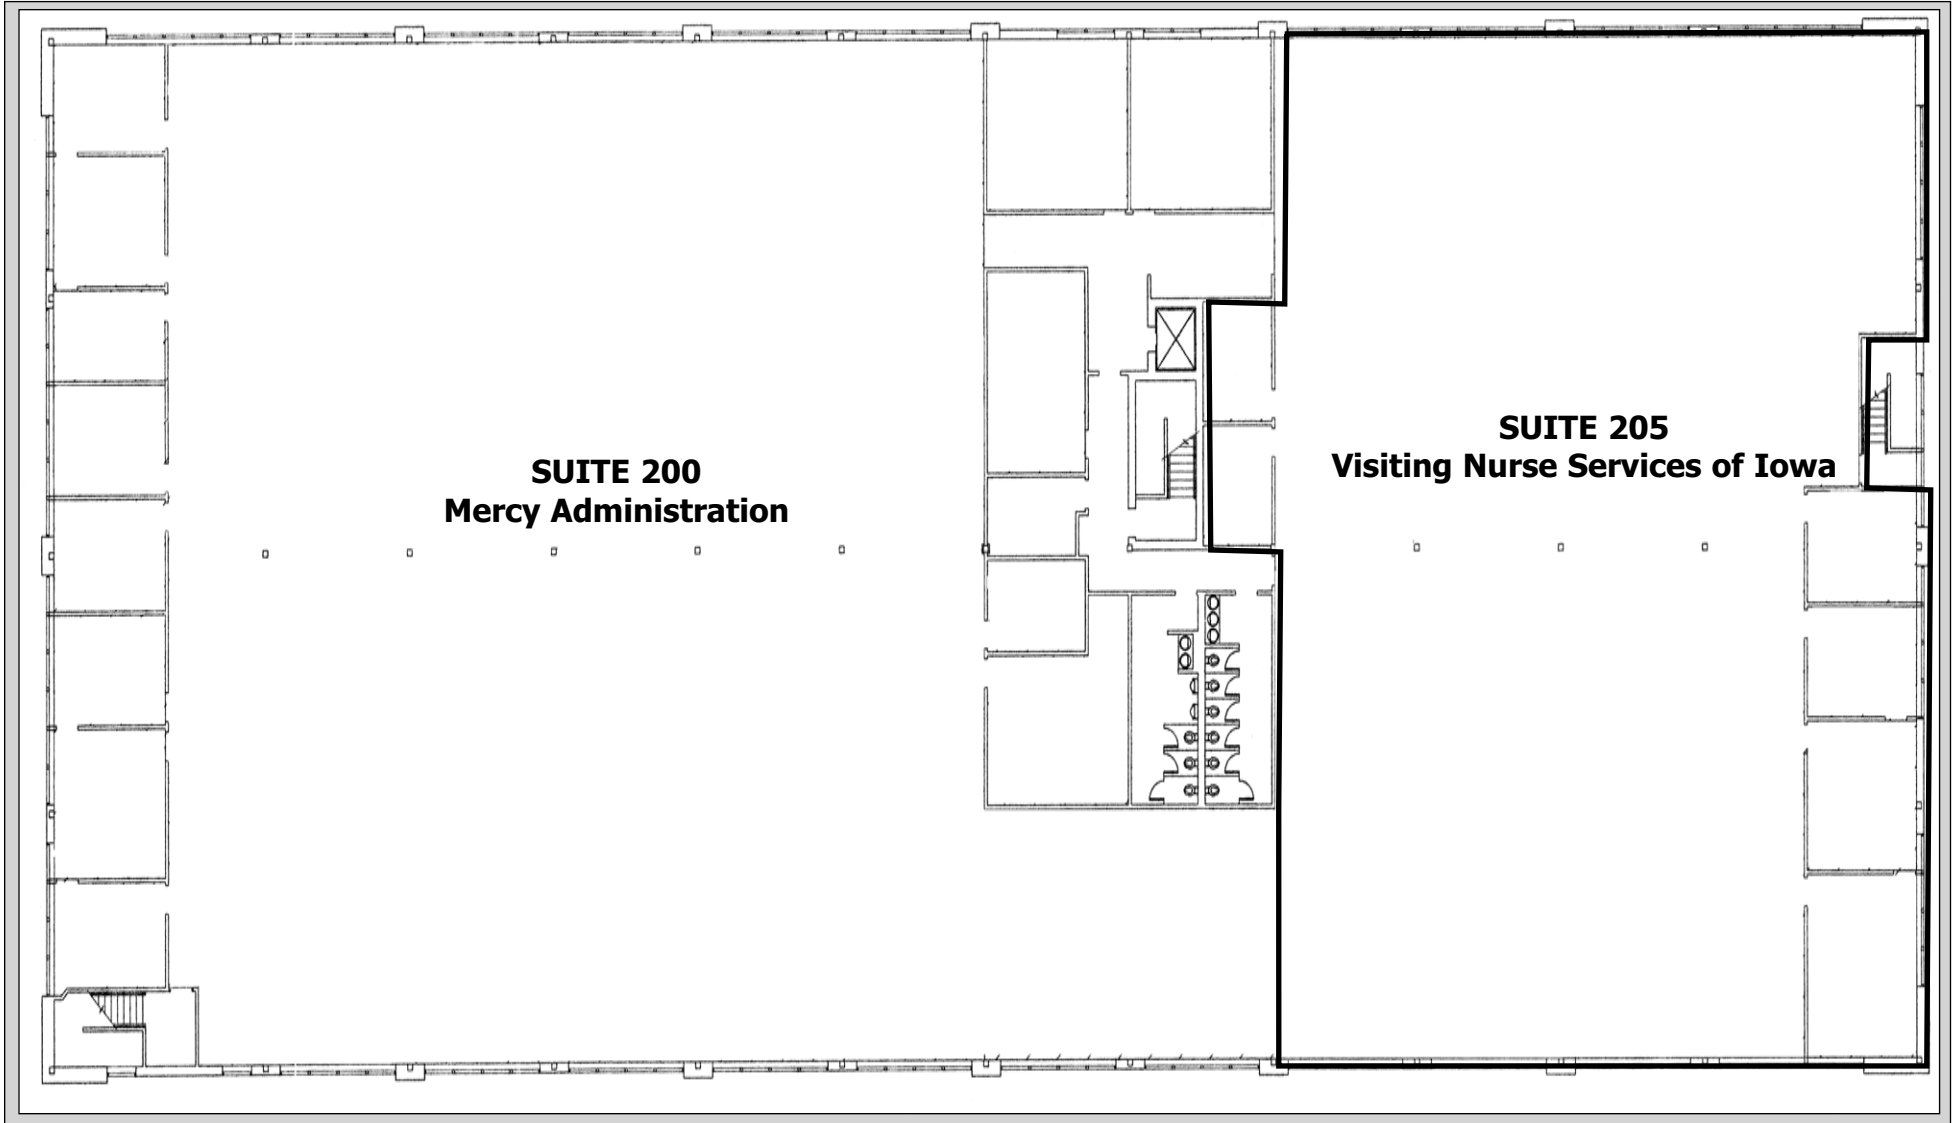 SUITE 200
Mercy Administration
SUITE 205
Visiting Nurse Services of Iowa